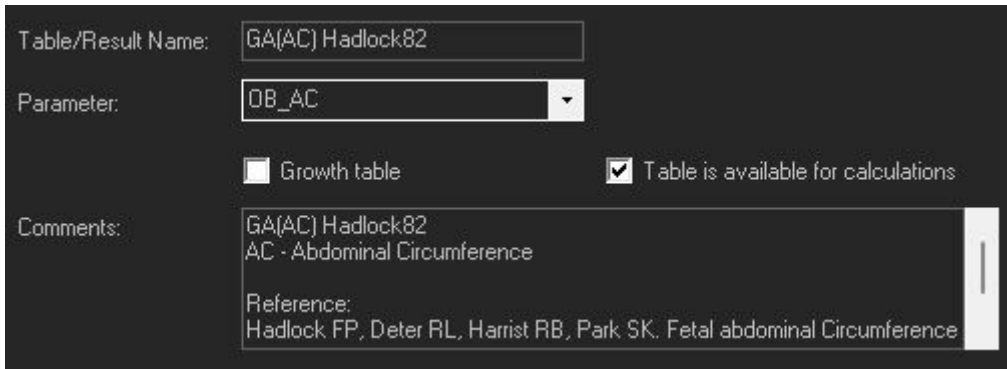 Table/Result Name: GA(AC) Hadlock82
Parameter: OB_AC
Growth table Table is available for calculations
Comments: GA(AC) Hadlock82
AC - Abdominal Circumference
Reference:
Hadlock FP, Deter RL, Harrist RB, Park SK. Fetal abdominal Circumference